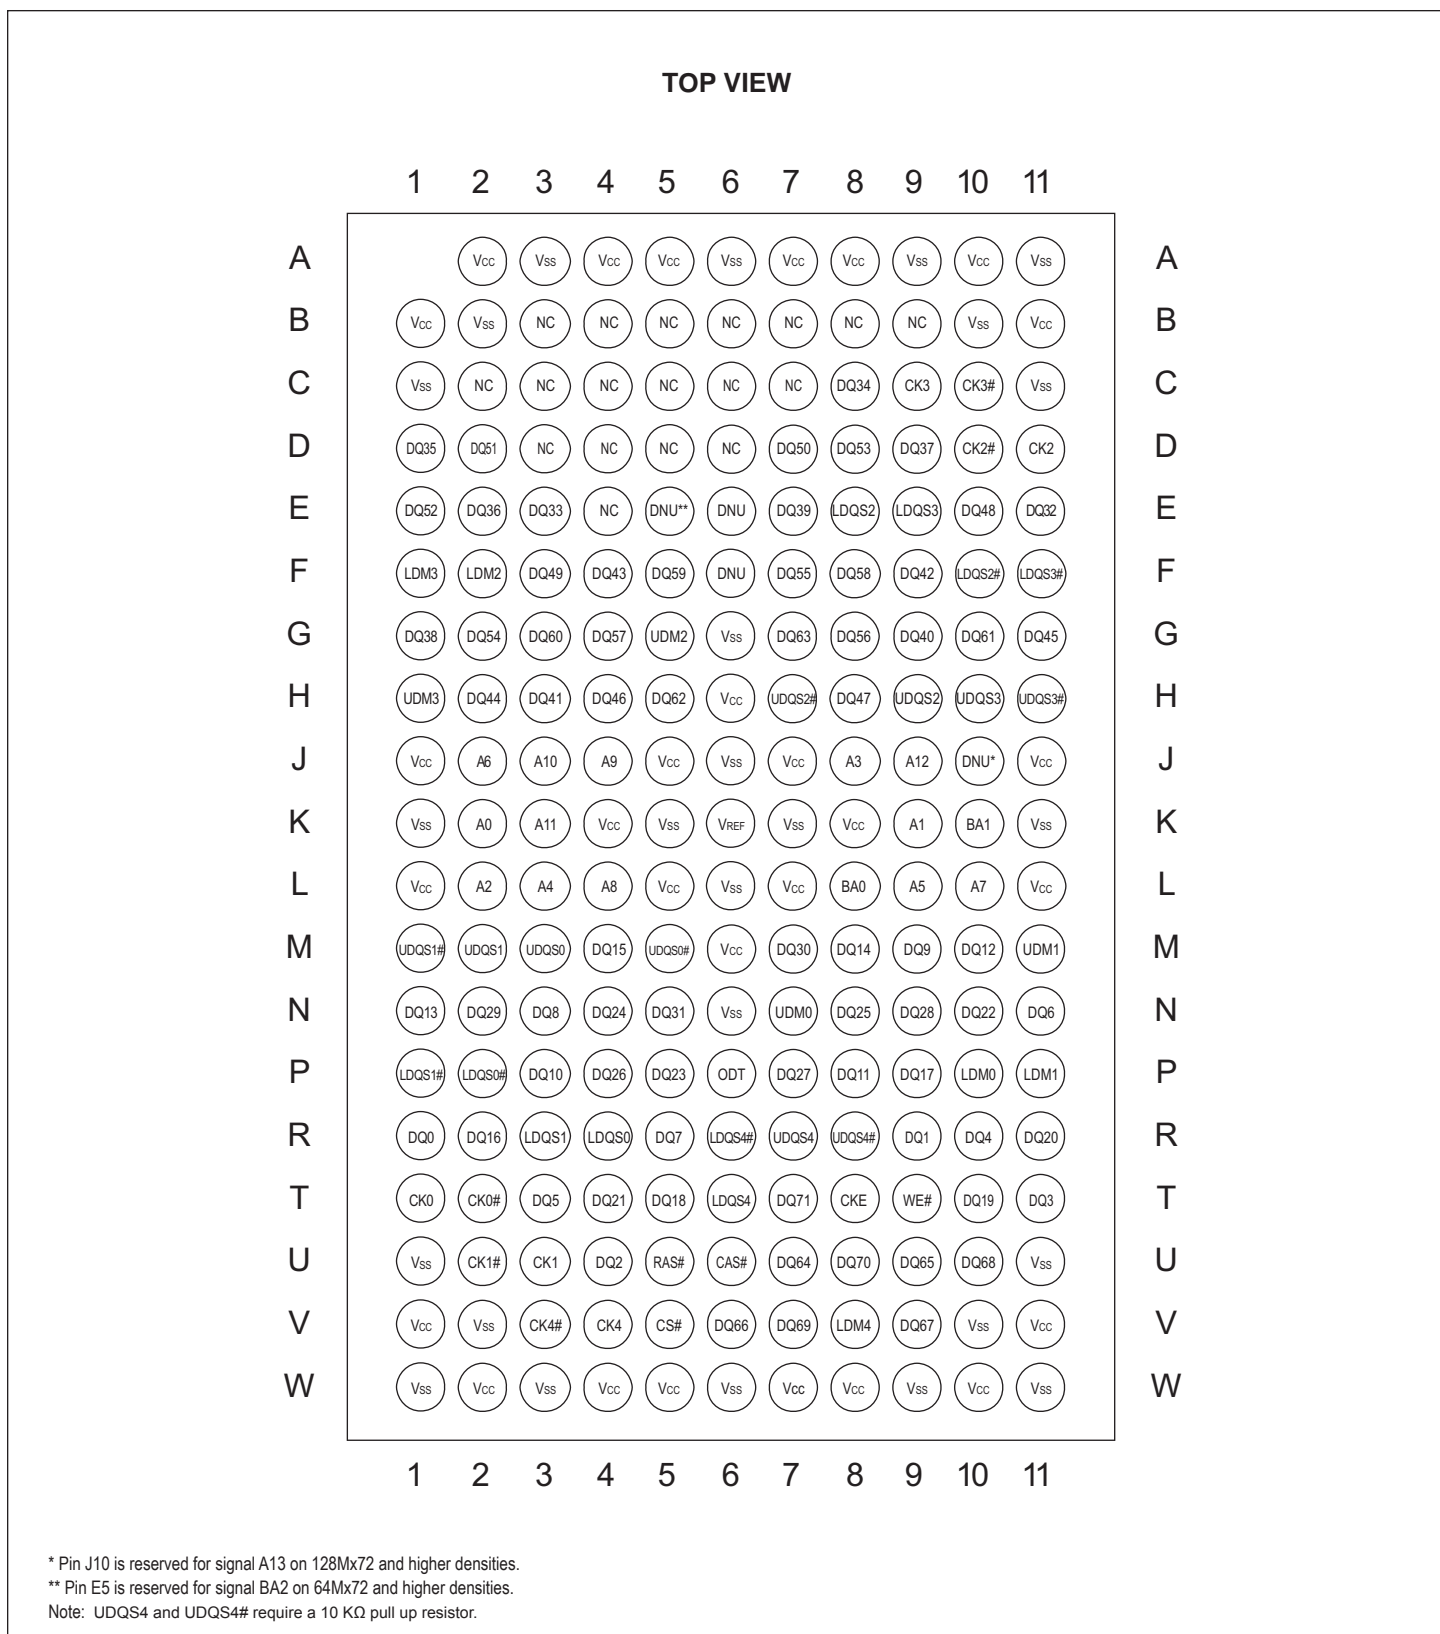 TOP VIEW
1 2 3 4 5 6 7 8 9 10 11
A Vcc Vss Vcc Vcc Vss Vcc Vcc Vss Vcc Vss A
B Vcc Vss NC NC NC NC NC NC NC Vss Vcc B
C Vss NC NC NC NC NC NC DQ34 CK3 CK3# Vss C
D DQ35 DQ51 NC NC NC NC DQ50 DQ53 DQ37 CK2# CK2 D
E DQ52 DQ36 DQ33 NC DNU** DNU DQ39 LDQS2 LDQS3 DQ48 DQ32 E
F LDM3 LDM2 DQ49 DQ43 DQ59 DNU DQ55 DQ58 DQ42 LDQS2# LDQS3# F
G DQ38 DQ54 DQ60 DQ57 UDM2 Vss DQ63 DQ56 DQ40 DQ61 DQ45 G
H UDM3 DQ44 DQ41 DQ46 DQ62 Vcc UDQS2# DQ47 UDQS2 UDQS3 UDQS3# H
J Vcc A6 A10 A9 Vcc Vss Vcc A3 A12 DNU* Vcc J
K Vss A0 A11 Vcc Vss VREF Vss Vcc A1 BA1 Vss K
L Vcc A2 A4 A8 Vcc Vss Vcc BA0 A5 A7 Vcc L
M UDQS1# UDQS1 UDQS0 DQ15 UDQS0# Vcc DQ30 DQ14 DQ9 DQ12 UDM1 M
N DQ13 DQ29 DQ8 DQ24 DQ31 Vss UDM0 DQ25 DQ28 DQ22 DQ6 N
P LDQS1# LDQS0# DQ10 DQ26 DQ23 ODT DQ27 DQ11 DQ17 LDM0 LDM1 P
R DQ0 DQ16 LDQS1 LDQS0 DQ7 LDQS4# UDQS4 UDQS4# DQ1 DQ4 DQ20 R
T CK0 CK0# DQ5 DQ21 DQ18 LDQS4 DQ71 CKE WE# DQ19 DQ3 T
U Vss CK1# CK1 DQ2 RAS# CAS# DQ64 DQ70 DQ65 DQ68 Vss U
V Vcc Vss CK4# CK4 CS# DQ66 DQ69 LDM4 DQ67 Vss Vcc V
W Vss Vcc Vss Vcc Vcc Vss Vcc Vcc Vss Vcc Vss W
1 2 3 4 5 6 7 8 9 10 11
* Pin J10 is reserved for signal A13 on 128Mx72 and higher densities.
** Pin E5 is reserved for signal BA2 on 64Mx72 and higher densities.
Note: UDQS4 and UDQS4# require a 10 KΩ pull up resistor.